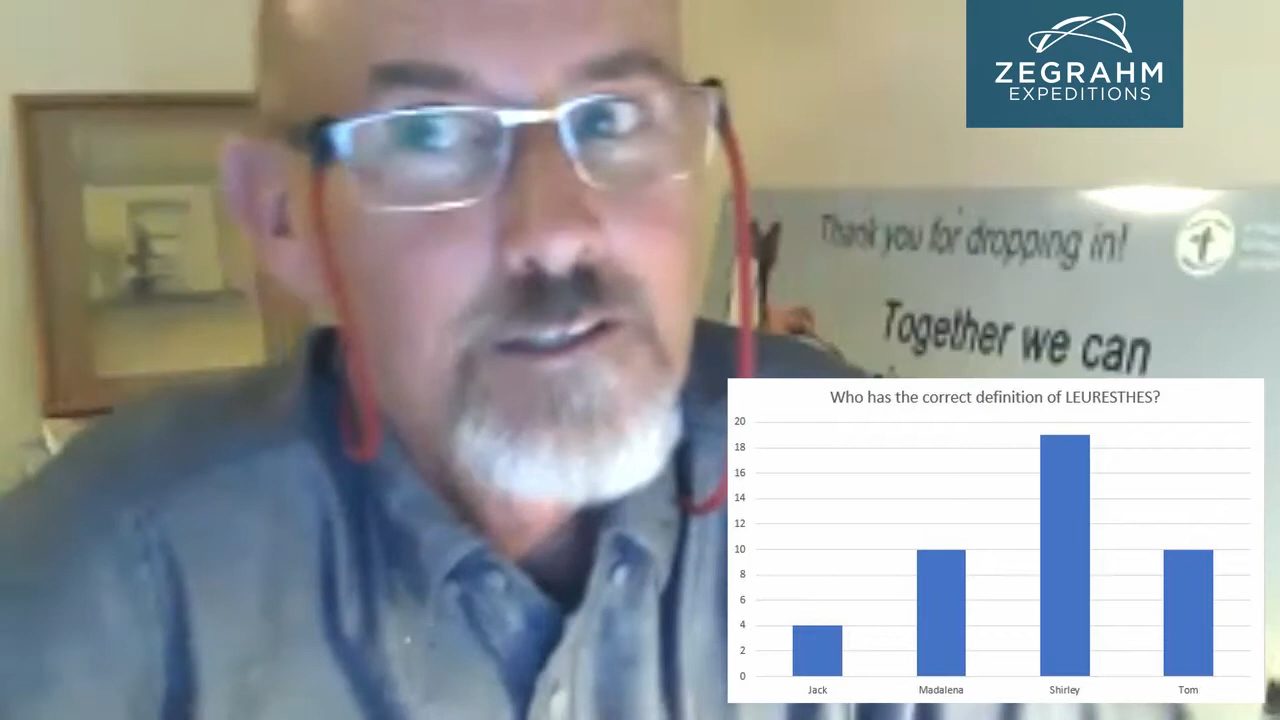 ZEGRAHM
EXPEDITIONS
Thank you for dropping in!
Together we can
Who has the correct definition of LEURESTHES?
20
18
16
14
12
10
8
6
4
2
0
Jack
Madalena
Shirley
Tom